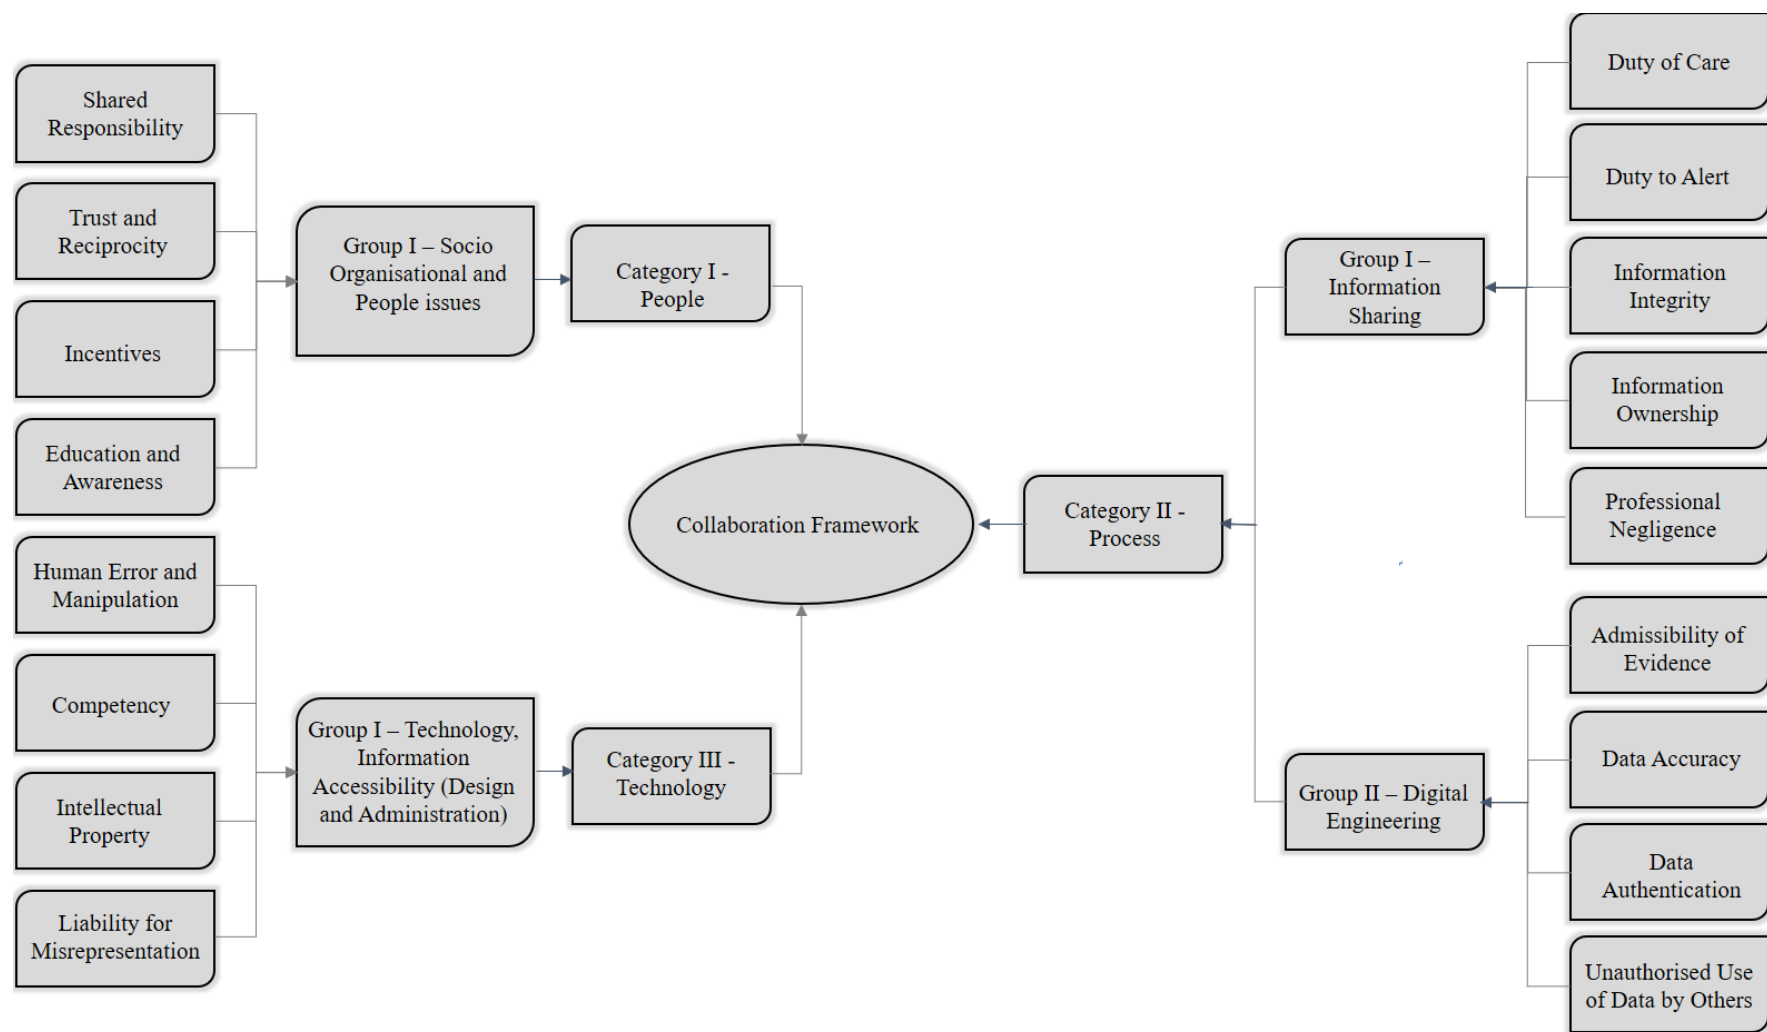 Shared
Responsibility
Trust and
Reciprocity
Incentives
Education and
Awareness
Human Error and
Manipulation
Competency
Intellectual
Property
Liability for
Misrepresentation
Group I – Socio
Organisational and
People issues
Group I – Technology,
Information
Accessibility (Design
and Administration)
Category I -
People
Category III -
Technology
Collaboration Framework
Category II -
Process
Group I –
Information
Sharing
Group II – Digital
Engineering
Duty of Care
Duty to Alert
Information
Integrity
Information
Ownership
Professional
Negligence
Admissibility of
Evidence
Data Accuracy
Data
Authentication
Unauthorised Use
of Data by Others